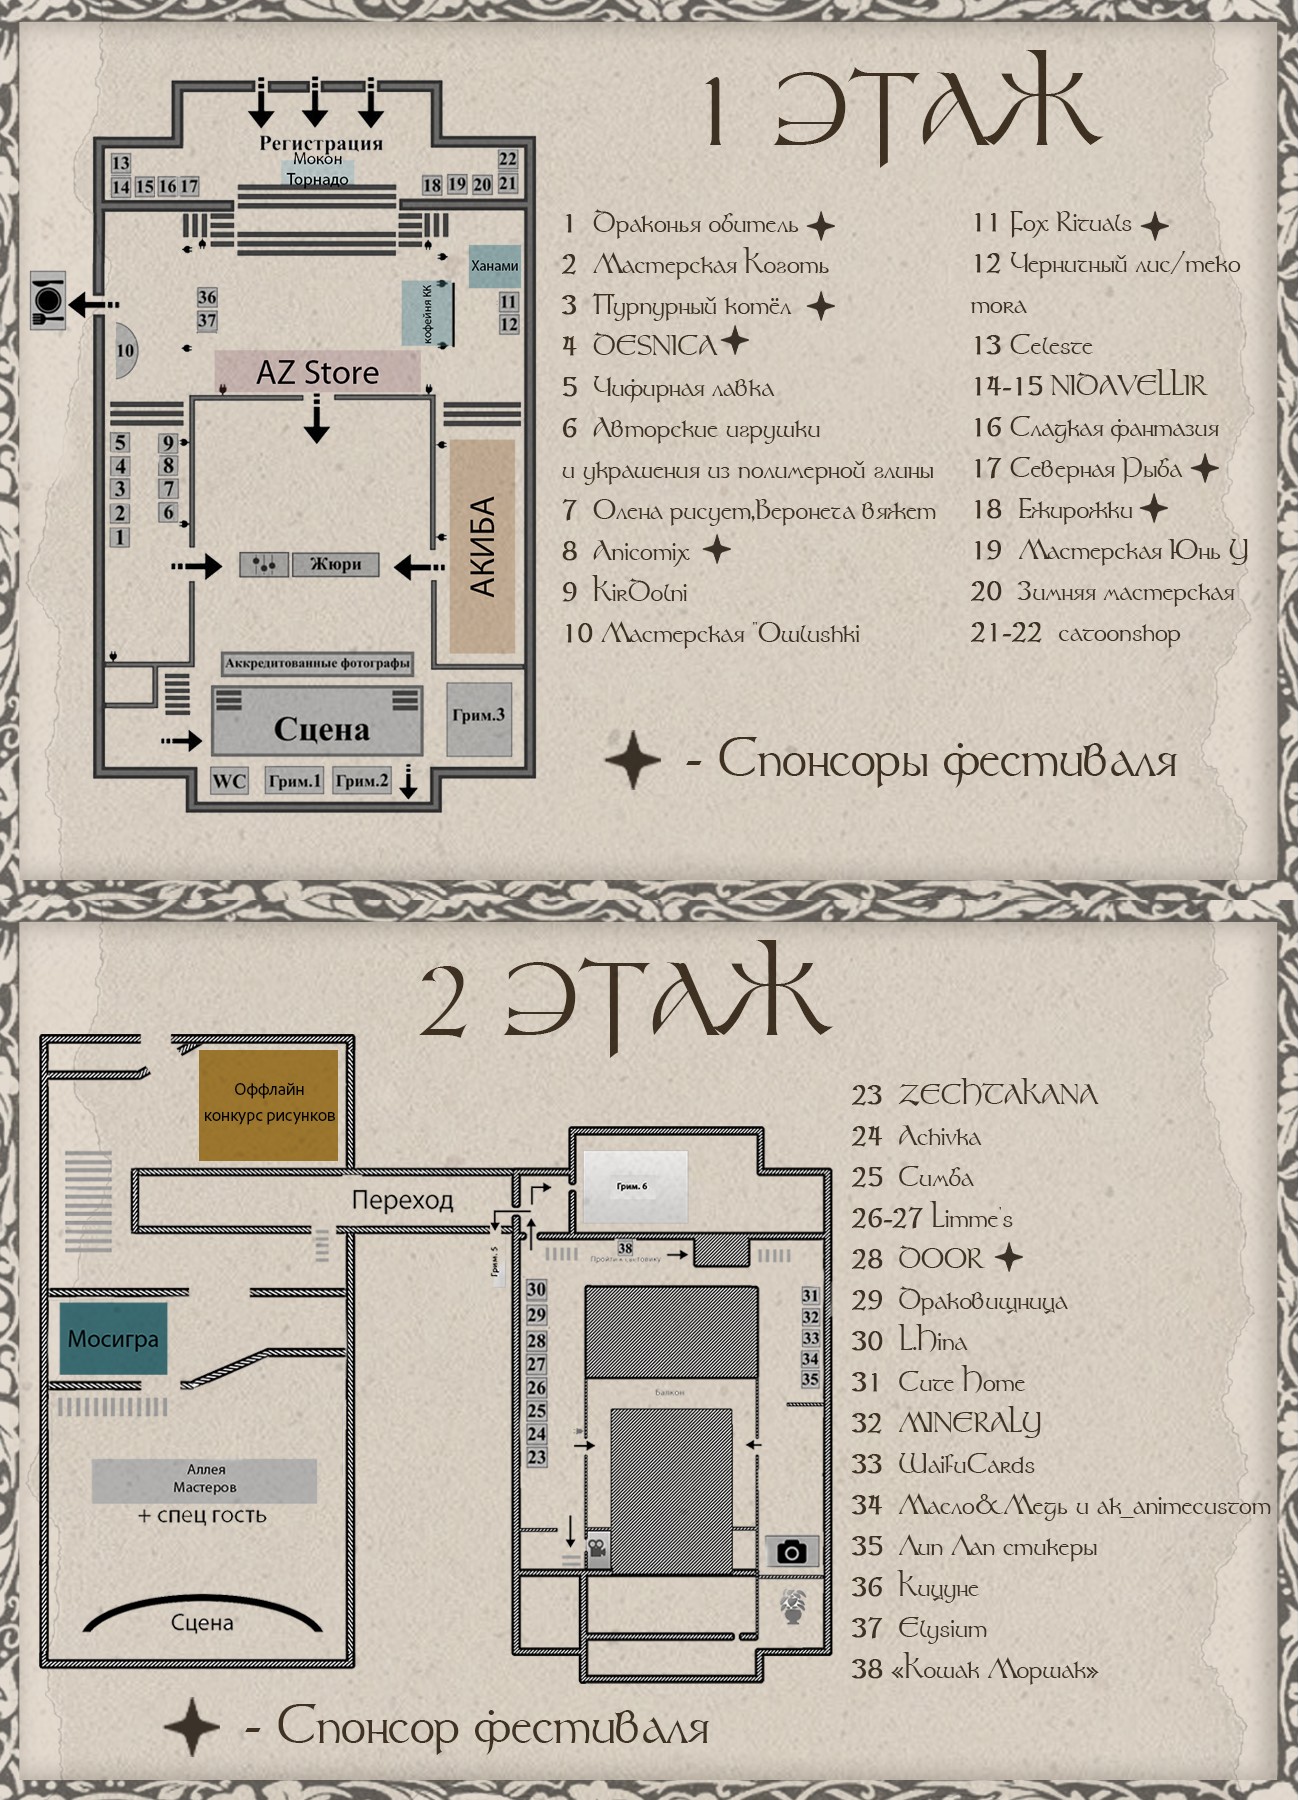 1 ЭТАЖ
Регистрация
Мокон
Торнадо
13
14 15 16 17
22
18 19 20 21
Ханами
кофейня КК
36
37
11
12
10
AZ Store
5
4
3
2
1
9
8
7
6
АКИБА
Жюри
Аккредитованные фотографы
Сцена
Грим.3
WC
Грим.1
Грим.2
1 Драконья обитель
2 Мастерская Коготь
3 Пурпурный котёл
4 DESNICA
5 Чифирная лавка
6 Авторские игрушки
и украшения из полимерной глины
7 Олена рисует,Веронета вяжет
8 Anicomix
9 KirDolni
10 Мастерская "Owlushki
11 Fox Rituals
12 Черничный лис/neko
mora
13 Celeste
14-15 NIDAVELLIR
16 Сладкая фантазия
17 Северная Рыба
18 Ежирожки
19 Мастерская Юнь У
20 Зимняя мастерская
21-22 catoonshop
- Спонсоры фестиваля
2 ЭТАЖ
Оффлайн
конкурс рисунков
Переход
Мосигра
Аллея
Мастеров
+ спец гость
Сцена
Грим. 6
Грим. 5
38
30
29
28
27
26
25
24
23
31
32
33
34
35
Балкон
23 ZECHTAKANA
24 Achivka
25 Симба
26-27 Limme's
28 DOOR
29 Драковищница
30 L.Hina
31 Cute Home
32 MINERALY
33 WaifuCards
34 Масло&Медь и ak_animecustom
35 Лип Лап стикеры
36 Кицуне
37 Elysium
38 «Кошак Моршак»
- Спонсор фестиваля